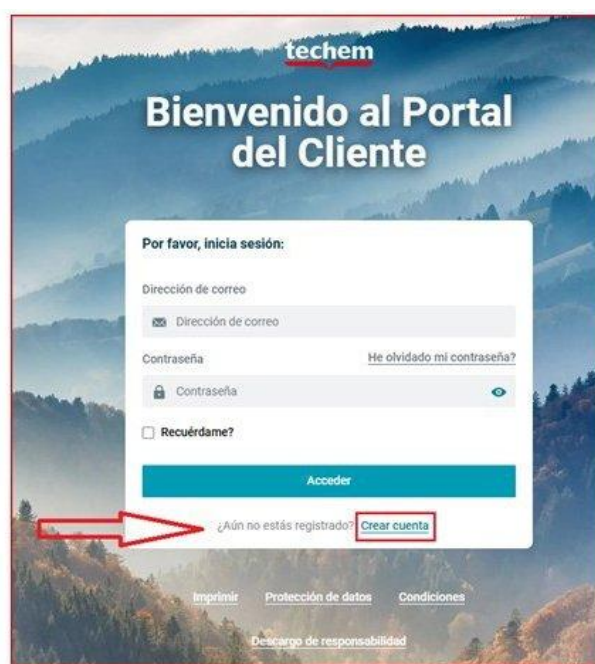 techem
Bienvenido al Portal
del Cliente
Por favor, inicia sesión:
Dirección de correo
Dirección de correo
Contraseña He olvidado mi contraseña?
Contraseña
Recuérdame?
Acceder
¿Aún no estás registrado? Crear cuenta
Imprimir Protección de datos Condiciones
Descargo de responsabilidad